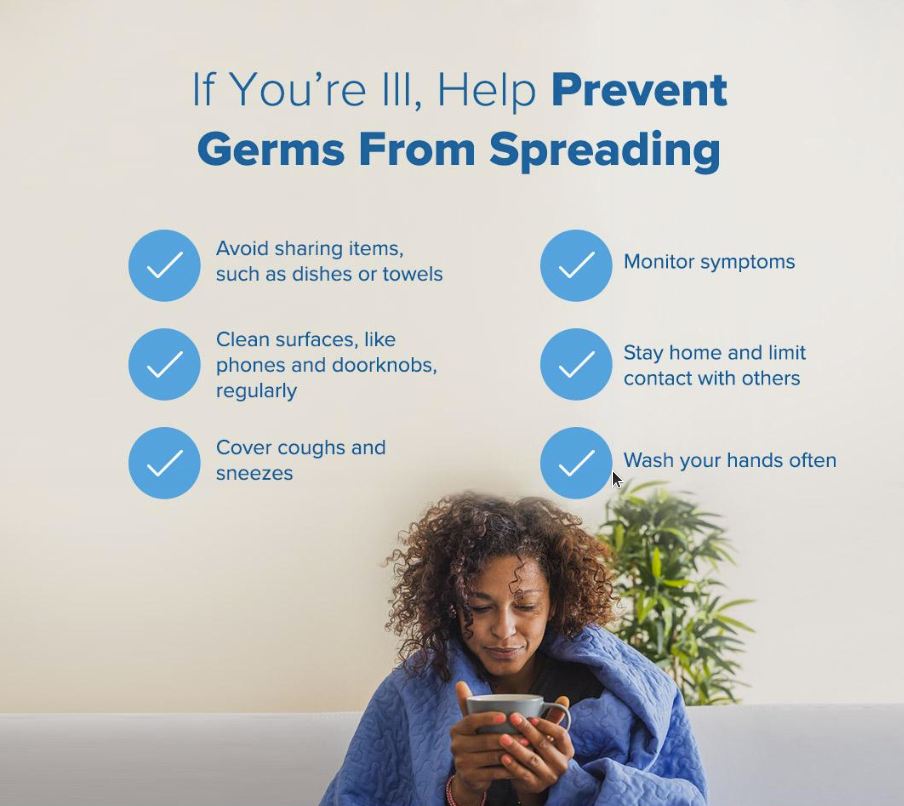 If You’re Ill, Help Prevent
Germs From Spreading
Avoid sharing items,
such as dishes or towels
Clean surfaces, like
phones and doorknobs,
regularly
Cover coughs and
sneezes
Monitor symptoms
Stay home and limit
contact with others
Wash your hands often